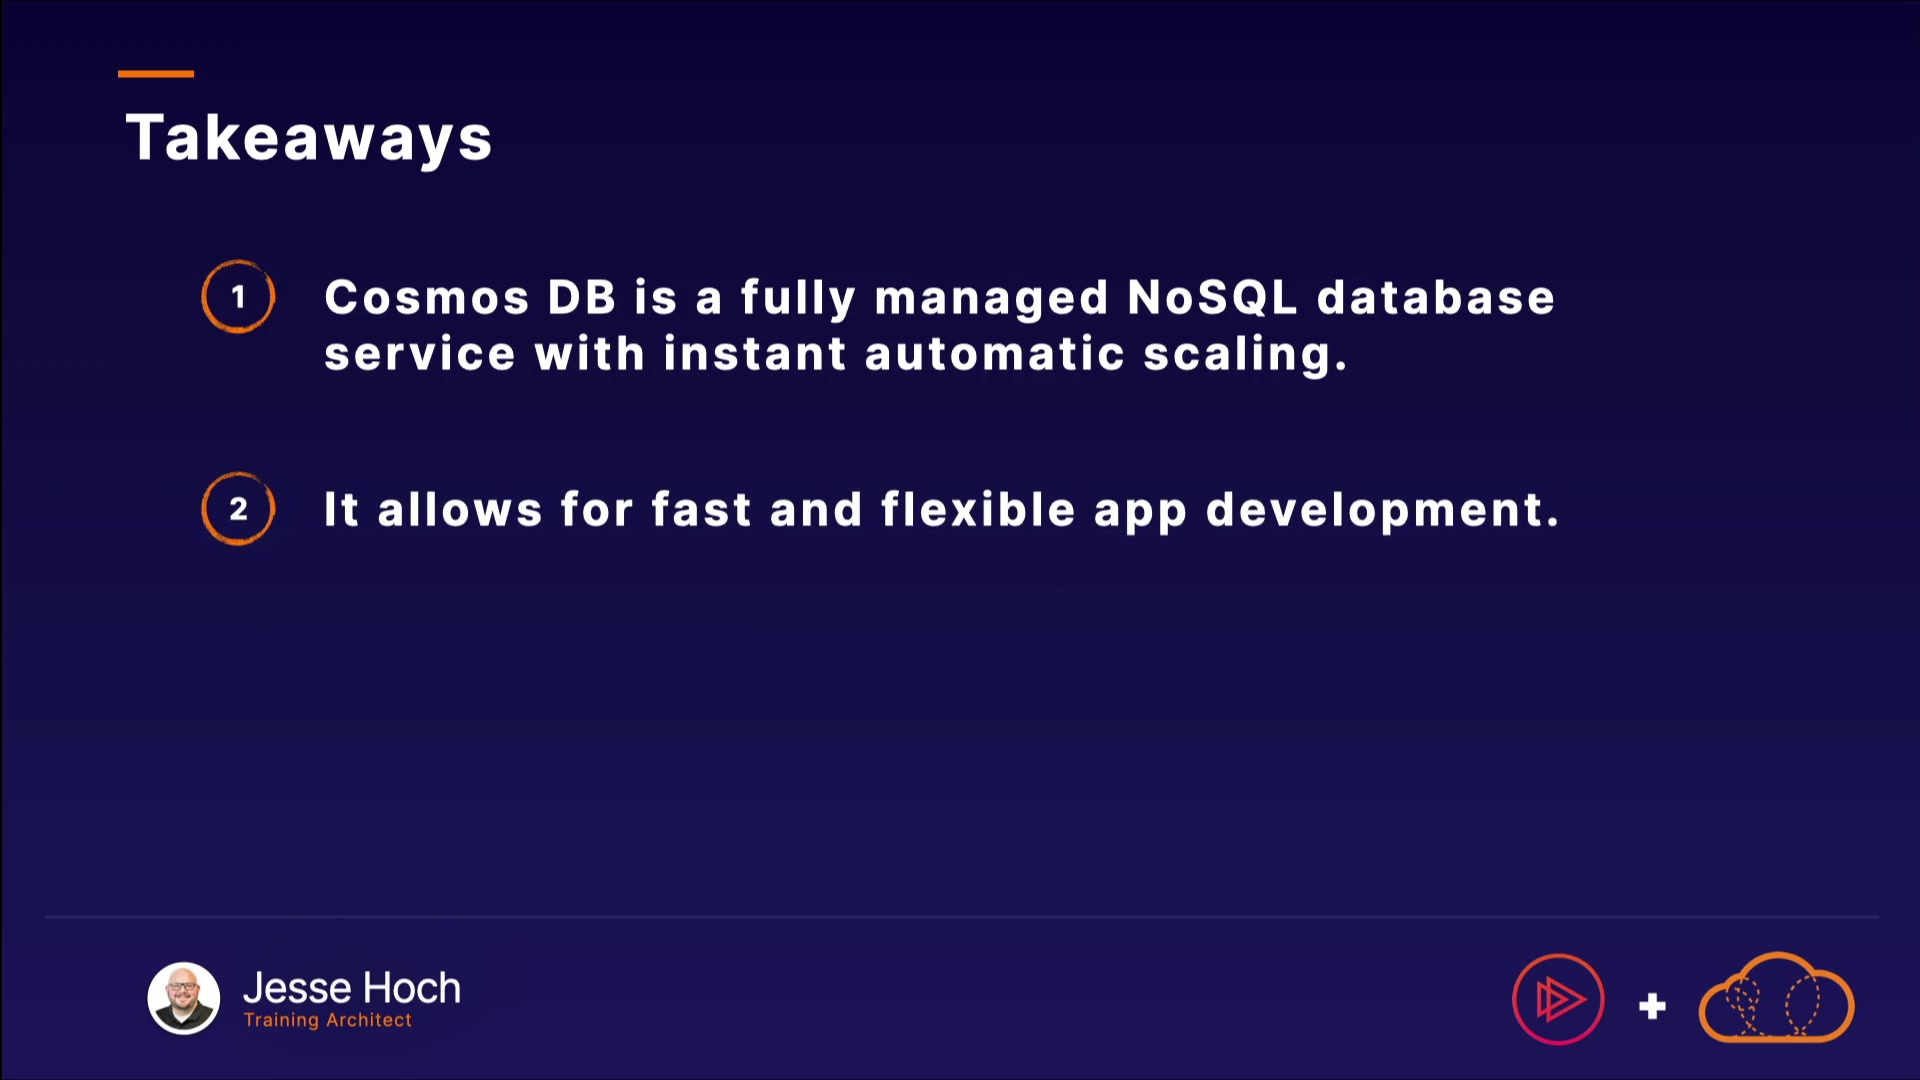 Takeaways
1
Cosmos DB is a fully managed NoSQL database
service with instant automatic scaling.
2
It allows for fast and flexible app development.
Jesse Hoch
Training Architect